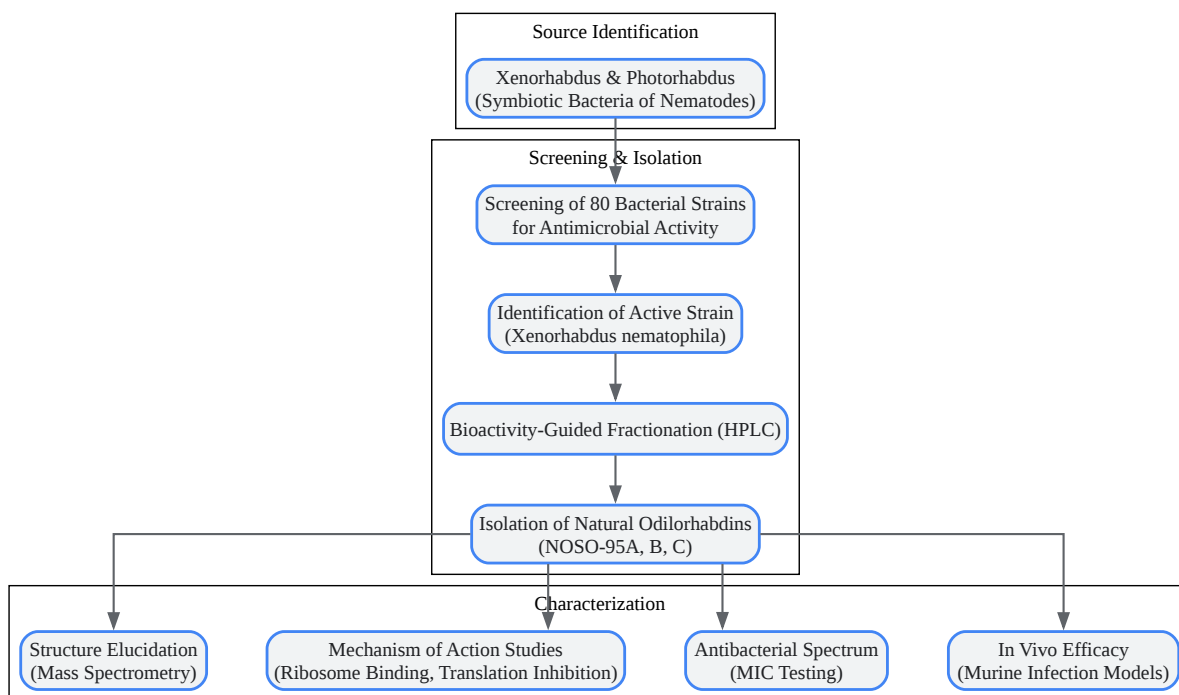 Source Identification
Xenorhabdus & Photorhabdus
(Symbiotic Bacteria of Nematodes)
Screening & Isolation
Screening of 80 Bacterial Strains
for Antimicrobial Activity
Identification of Active Strain
(Xenorhabdus nematophila)
Bioactivity-Guided Fractionation (HPLC)
Isolation of Natural Odilorhabdins
(NOSO-95A, B, C)
Characterization
Structure Elucidation
(Mass Spectrometry)
Mechanism of Action Studies
(Ribosome Binding, Translation Inhibition)
Antibacterial Spectrum
(MIC Testing)
In Vivo Efficacy
(Murine Infection Models)